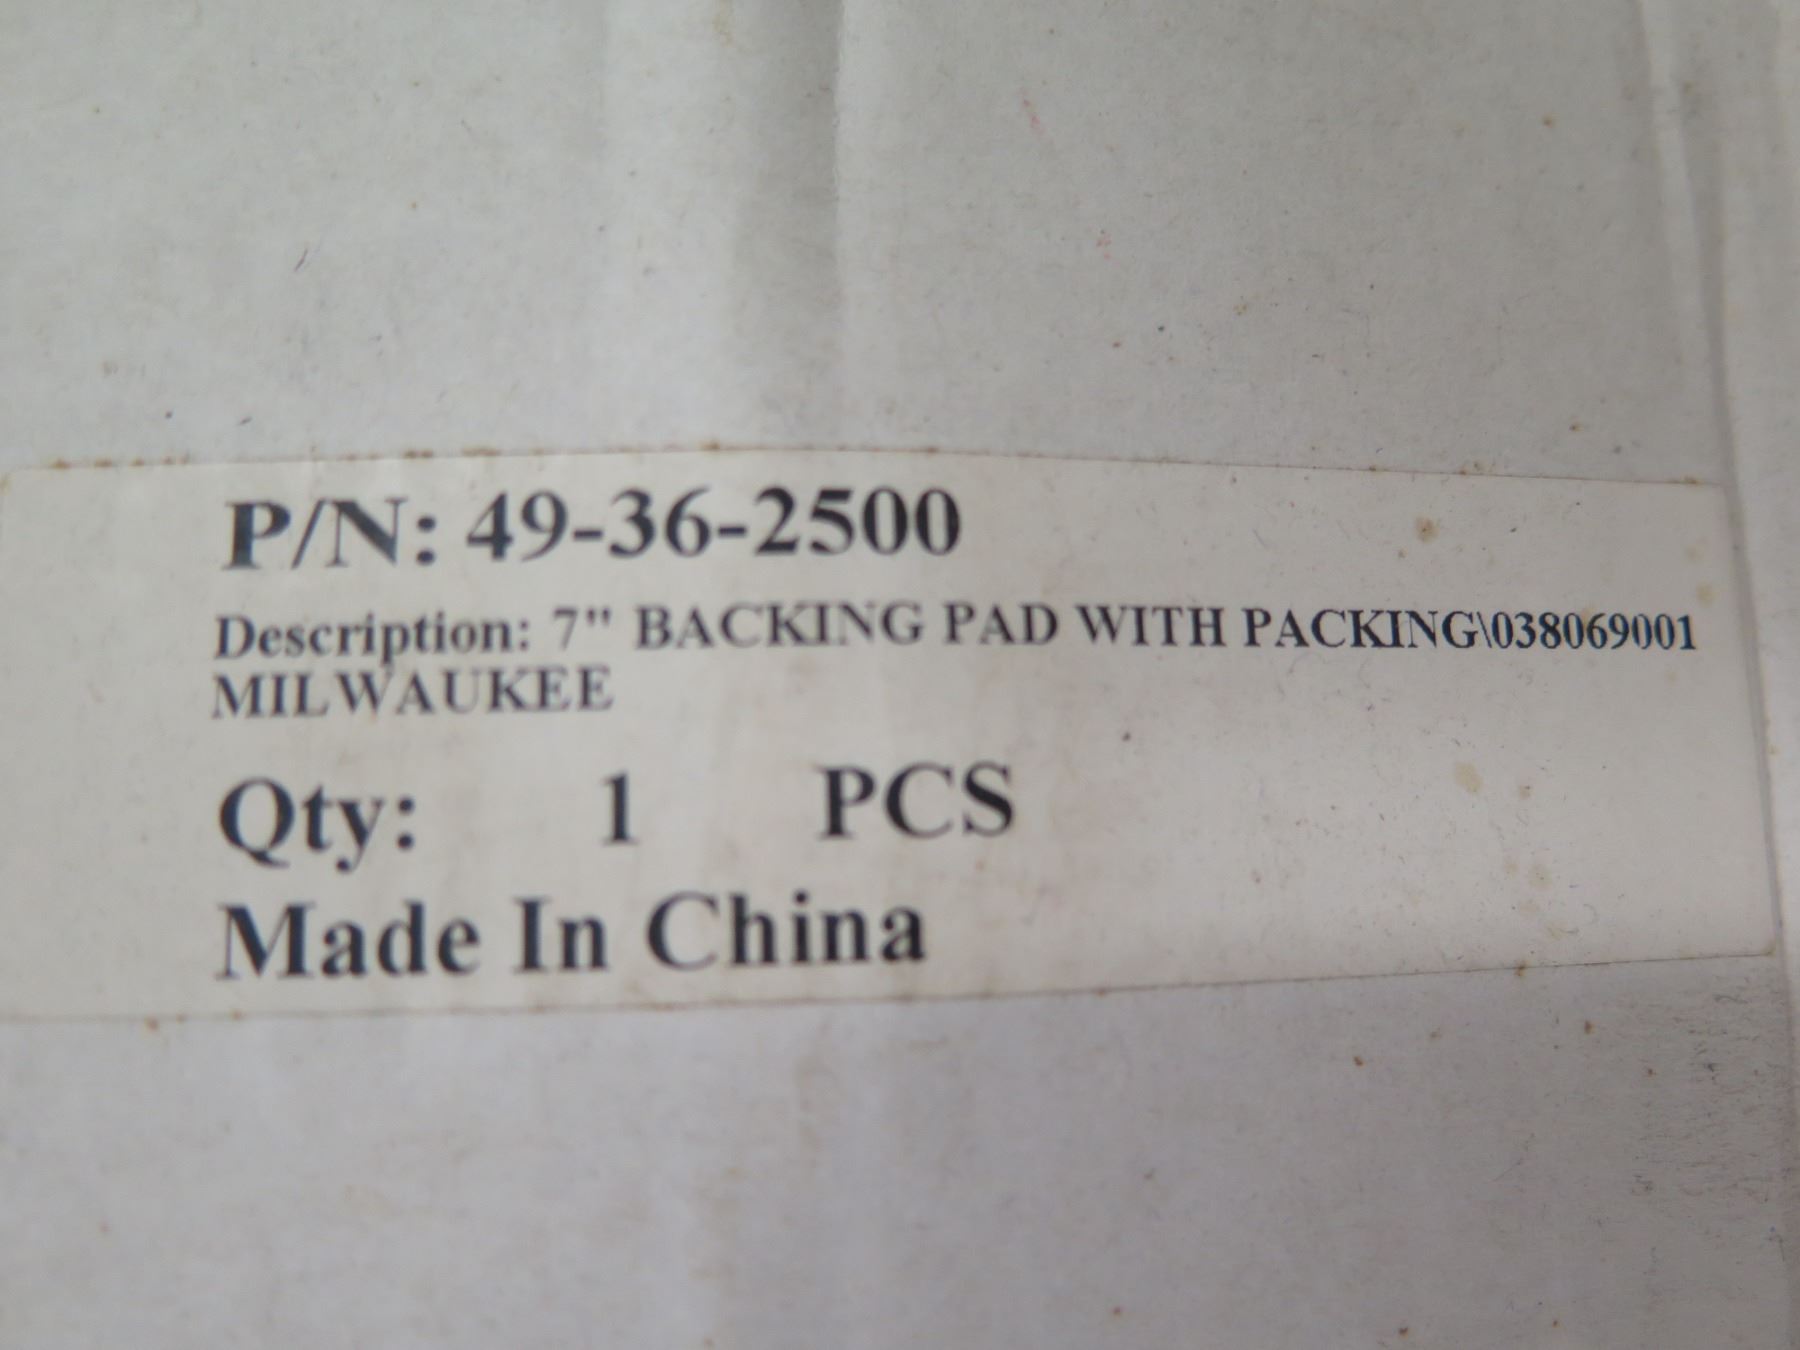 P/N: 49-36-2500
Description: 7" BACKING PAD WITH PACKING\038069001
MILWAUKEE
Qty: 1 PCS
Made In China